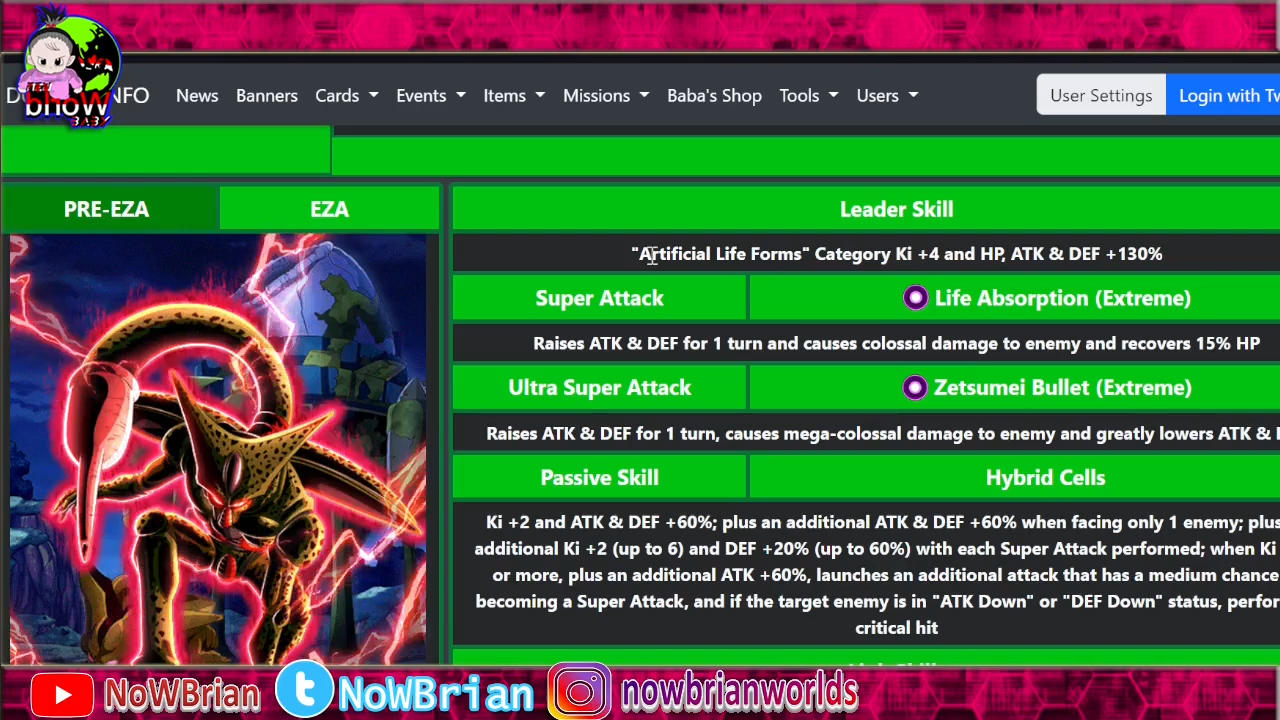 NFO News Banners Cards Events Items Missions Baba's Shop Tools Users User Settings Login with Tw
bhoW
BABY
PRE-EZA EZA Leader Skill
"Artificial Life Forms" Category Ki +4 and HP, ATK & DEF +130%
Super Attack Life Absorption (Extreme)
Raises ATK & DEF for 1 turn and causes colossal damage to enemy and recovers 15% HP
Ultra Super Attack Zetsumei Bullet (Extreme)
Raises ATK & DEF for 1 turn, causes mega-colossal damage to enemy and greatly lowers ATK &
Passive Skill Hybrid Cells
Ki +2 and ATK & DEF +60%; plus an additional ATK & DEF +60% when facing only 1 enemy; plus
additional Ki +2 (up to 6) and DEF +20% (up to 60%) with each Super Attack performed; when Ki
or more, plus an additional ATK +60%, launches an additional attack that has a medium chance
becoming a Super Attack, and if the target enemy is in "ATK Down" or "DEF Down" status, perfor
critical hit
NoWBrian NoWBrian nowbrianworlds